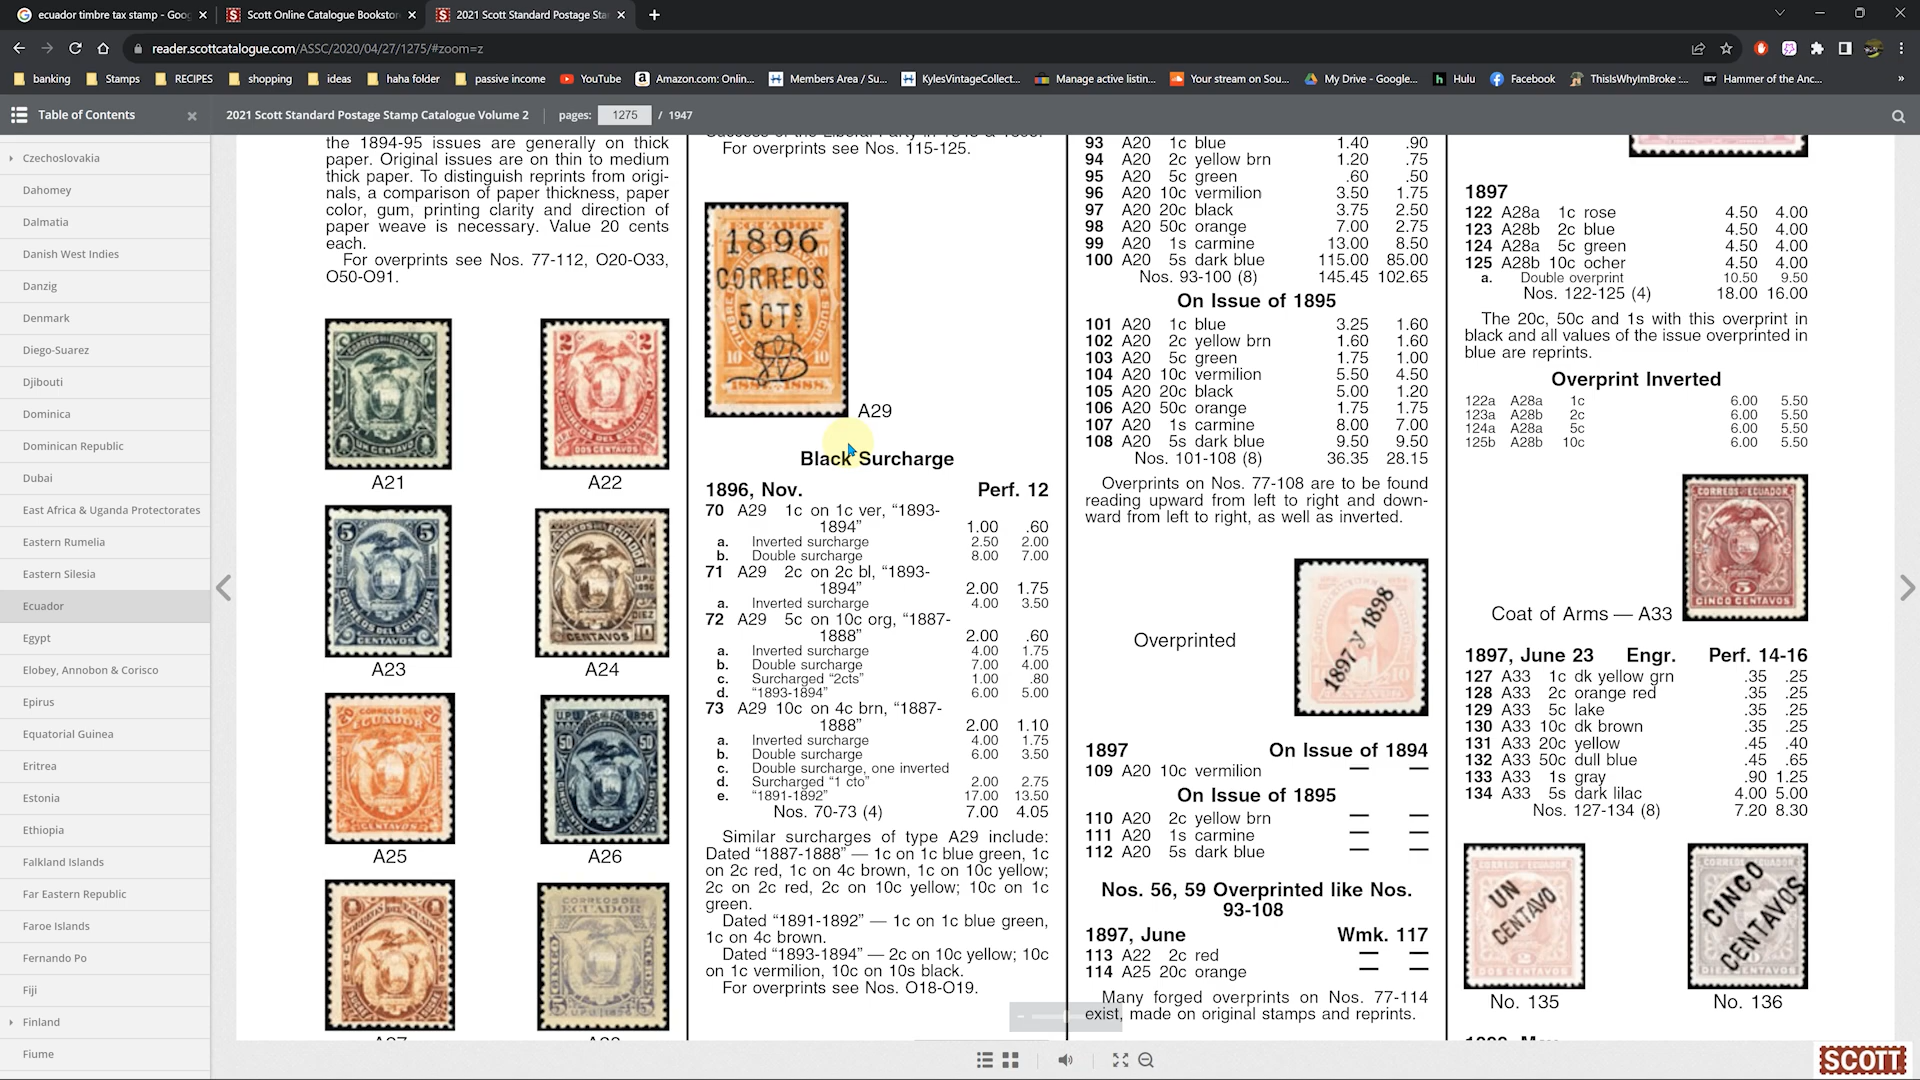 ecuador timbre tax stamp - Goog
Scott Online Catalogue Bookstor
2021 Scott Standard Postage Sta
reader.scottcatalogue.com/ASSC/2020/04/27/1275/#zoom=z
banking
Stamps
RECIPES
shopping
ideas
haha folder
passive income
YouTube
Amazon.com: Onlin...
Members Area / Su...
KylesVintageCollect...
Manage active listin...
Your stream on Sou...
My Drive - Google...
Hulu
Facebook
ThisIsWhyImBroke :...
Hammer of the Anc...
Table of Contents
2021 Scott Standard Postage Stamp Catalogue Volume 2
pages: 1275 / 1947
Czechoslovakia
Dahomey
Dalmatia
Danish West Indies
Danzig
Denmark
Diego-Suarez
Djibouti
Dominica
Dominican Republic
Dubai
East Africa & Uganda Protectorates
Eastern Rumelia
Eastern Silesia
Ecuador
Egypt
Elobey, Annobon & Corisco
Epirus
Equatorial Guinea
Eritrea
Estonia
Ethiopia
Falkland Islands
Far Eastern Republic
Faroe Islands
Fernando Po
Fiji
Finland
Fiume
the 1894-95 issues are generally on thick
paper. Original issues are on thin to medium
thick paper. To distinguish reprints from origi-
nals, a comparison of paper thickness, paper
color, gum, printing clarity and direction of
paper weave is necessary. Value 20 cents
each.
For overprints see Nos. 77-112, O20-O33,
O50-O91.
A21
A22
A23
A24
A25
A26
For overprints see Nos. 115-125.
1896
CORREOS
5 CTS
A29
Black Surcharge
1896, Nov. Perf. 12
70 A29 1c on 1c ver, “1893-
1894” 1.00 .60
a. Inverted surcharge 2.50 2.00
b. Double surcharge 8.00 7.00
71 A29 2c on 2c bl, “1893-
1894” 2.00 1.75
a. Inverted surcharge 4.00 3.50
72 A29 5c on 10c org, “1887-
1888” 2.00 .60
a. Inverted surcharge 4.00 1.75
b. Double surcharge 7.00 4.00
c. Surcharged “2cts” 1.00 .80
d. “1893-1894” 6.00 5.00
73 A29 10c on 4c brn, “1887-
1888” 2.00 1.10
a. Inverted surcharge 4.00 1.75
b. Double surcharge 6.00 3.50
c. Double surcharge, one inverted
d. Surcharged “1 cto” 2.00 2.75
e. “1891-1892” 17.00 13.50
Nos. 70-73 (4) 7.00 4.05
Similar surcharges of type A29 include:
Dated “1887-1888” — 1c on 1c blue green, 1c
on 2c red, 1c on 4c brown, 1c on 10c yellow;
2c on 2c red, 2c on 10c yellow; 10c on 1c
green.
Dated “1891-1892” — 1c on 1c blue green,
1c on 4c brown.
Dated “1893-1894” — 2c on 10c yellow; 10c
on 1c vermilion, 10c on 10s black.
For overprints see Nos. O18-O19.
93 A20 1c blue 1.40 .90
94 A20 2c yellow brn 1.20 .75
95 A20 5c green .60 .50
96 A20 10c vermilion 3.50 1.75
97 A20 20c black 3.75 2.50
98 A20 50c orange 7.00 2.75
99 A20 1s carmine 13.00 8.50
100 A20 5s dark blue 115.00 85.00
Nos. 93-100 (8) 145.45 102.65
On Issue of 1895
101 A20 1c blue 3.25 1.60
102 A20 2c yellow brn 1.60 1.60
103 A20 5c green 1.75 1.00
104 A20 10c vermilion 5.50 4.50
105 A20 20c black 5.00 1.20
106 A20 50c orange 1.75 1.75
107 A20 1s carmine 8.00 7.00
108 A20 5s dark blue 9.50 9.50
Nos. 101-108 (8) 36.35 28.15
Overprints on Nos. 77-108 are to be found
reading upward from left to right and down-
ward from left to right, as well as inverted.
Overprinted
1897 y 1898
1897 On Issue of 1894
109 A20 10c vermilion — —
On Issue of 1895
110 A20 2c yellow brn — —
111 A20 1s carmine — —
112 A20 5s dark blue — —
Nos. 56, 59 Overprinted like Nos.
93-108
1897, June Wmk. 117
113 A22 2c red — —
114 A25 20c orange — —
Many forged overprints on Nos. 77-114
exist, made on original stamps and reprints.
1897
122 A28a 1c rose 4.50 4.00
123 A28b 2c blue 4.50 4.00
124 A28a 5c green 4.50 4.00
125 A28b 10c ocher 4.50 4.00
a. Double overprint 10.50 9.50
Nos. 122-125 (4) 18.00 16.00
The 20c, 50c and 1s with this overprint in
black and all values of the issue overprinted in
blue are reprints.
Overprint Inverted
122a A28a 1c 6.00 5.50
123a A28b 2c 6.00 5.50
124a A28a 5c 6.00 5.50
125b A28b 10c 6.00 5.50
Coat of Arms — A33
1897, June 23 Engr. Perf. 14-16
127 A33 1c dk yellow grn .35 .25
128 A33 2c orange red .35 .25
129 A33 5c lake .35 .25
130 A33 10c dk brown .35 .25
131 A33 20c yellow .45 .40
132 A33 50c dull blue .45 .65
133 A33 1s gray .90 1.25
134 A33 5s dark lilac 4.00 5.00
Nos. 127-134 (8) 7.20 8.30
UN
CENTAVO
CINCO
CENTAVOS
No. 135
No. 136
SCOTT